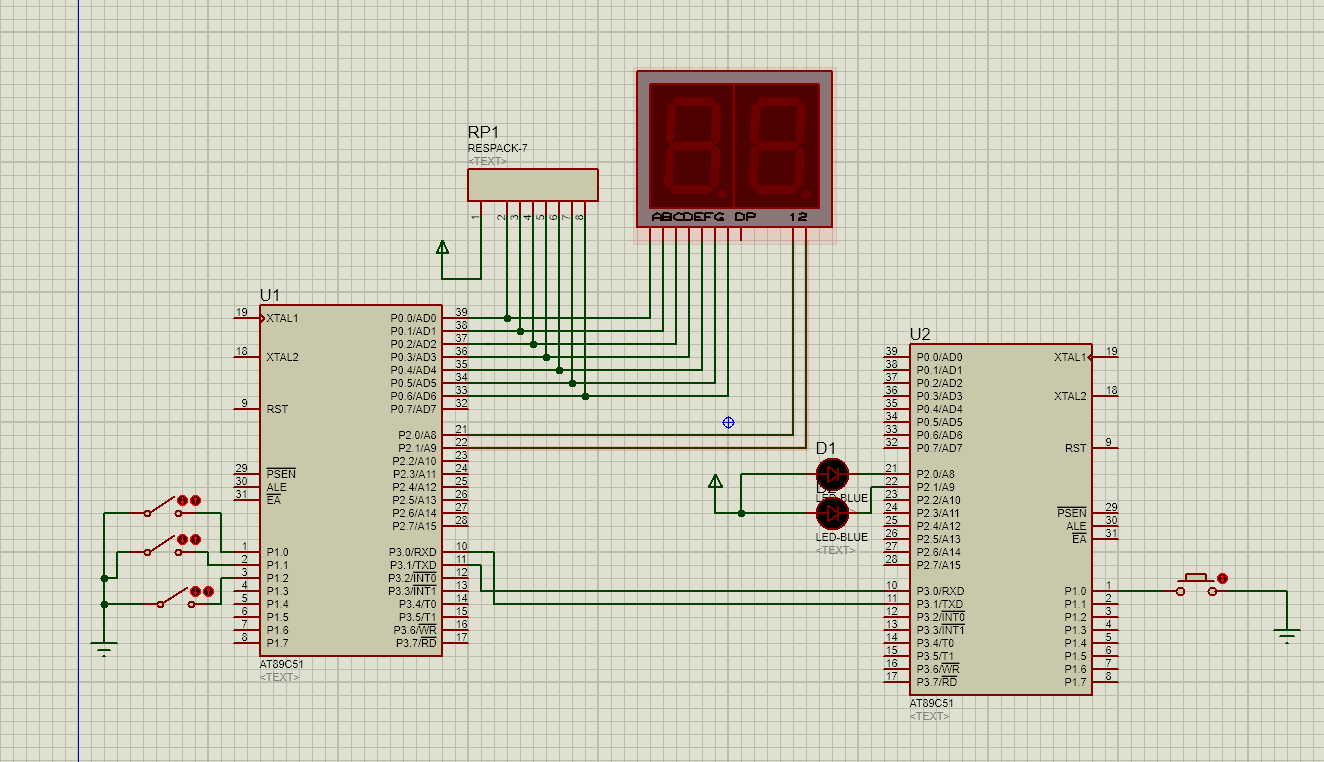 RP1
RESPACK-7
<TEXT>
1
2
3
4
5
6
7
8
ABCDEFG DP
12
U1
19 XTAL1
18 XTAL2
9 RST
29 PSEN
30 ALE
31 EA
1 P1.0
2 P1.1
3 P1.2
4 P1.3
5 P1.4
6 P1.5
7 P1.6
8 P1.7
P0.0/AD0 39
P0.1/AD1 38
P0.2/AD2 37
P0.3/AD3 36
P0.4/AD4 35
P0.5/AD5 34
P0.6/AD6 33
P0.7/AD7 32
P2.0/A8 21
P2.1/A9 22
P2.2/A10 23
P2.3/A11 24
P2.4/A12 25
P2.5/A13 26
P2.6/A14 27
P2.7/A15 28
P3.0/RXD 10
P3.1/TXD 11
P3.2/INT0 12
P3.3/INT1 13
P3.4/T0 14
P3.5/T1 15
P3.6/WR 16
P3.7/RD 17
AT89C51
<TEXT>
D1
D2
LED-BLUE
LED-BLUE
<TEXT>
U2
39 P0.0/AD0
38 P0.1/AD1
37 P0.2/AD2
36 P0.3/AD3
35 P0.4/AD4
34 P0.5/AD5
33 P0.6/AD6
32 P0.7/AD7
21 P2.0/A8
22 P2.1/A9
23 P2.2/A10
24 P2.3/A11
25 P2.4/A12
26 P2.5/A13
27 P2.6/A14
28 P2.7/A15
10 P3.0/RXD
11 P3.1/TXD
12 P3.2/INT0
13 P3.3/INT1
14 P3.4/T0
15 P3.5/T1
16 P3.6/WR
17 P3.7/RD
XTAL1 19
XTAL2 18
RST 9
PSEN 29
ALE 30
EA 31
P1.0 1
P1.1 2
P1.2 3
P1.3 4
P1.4 5
P1.5 6
P1.6 7
P1.7 8
AT89C51
<TEXT>